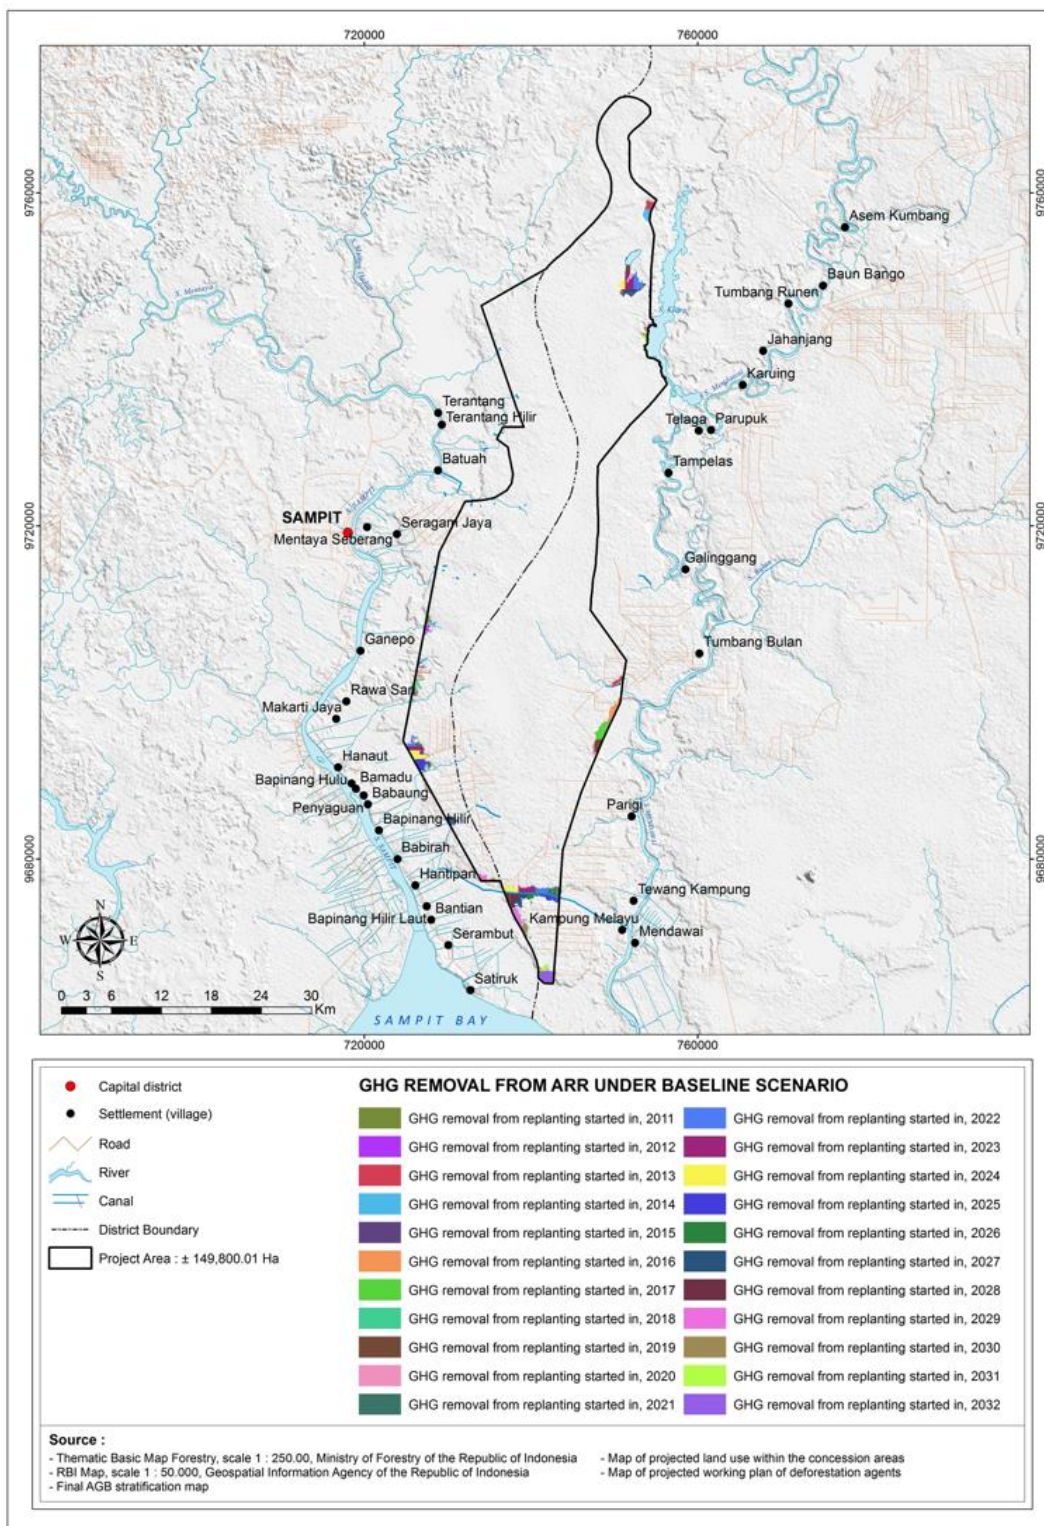 720000
760000
9760000
9760000
Asem Kumbang
Baun Bango
Tumbang Runen
S. Mentaya
Jahanjang
Karuing
Terantang
Terantang Hilir
Telaga
Parupuk
Batuah
Tampelas
S. SAMPIT
SAMPIT
Seragam Jaya
Mentaya Seberang
9720000
9720000
Galinggang
Ganepo
Tumbang Bulan
Rawa Sari
Makarti Jaya
Hanaut
Bapinang Hulu
Bamadu
Babaung
Penyaguan
Bapinang Hilir
Parigi
S. SAMPIT
Babirah
9680000
9680000
Hantipan
Tewang Kampung
Bantian
Bapinang Hilir Laut
Kampung Melayu
Serambut
Mendawai
Satiruk
N
W
E
S
0 3 6 12 18 24 30
Km
SAMPIT BAY
720000
760000
Capital district
Settlement (village)
Road
River
Canal
District Boundary
Project Area : ± 149,800.01 Ha
GHG REMOVAL FROM ARR UNDER BASELINE SCENARIO
GHG removal from replanting started in, 2011
GHG removal from replanting started in, 2012
GHG removal from replanting started in, 2013
GHG removal from replanting started in, 2014
GHG removal from replanting started in, 2015
GHG removal from replanting started in, 2016
GHG removal from replanting started in, 2017
GHG removal from replanting started in, 2018
GHG removal from replanting started in, 2019
GHG removal from replanting started in, 2020
GHG removal from replanting started in, 2021
GHG removal from replanting started in, 2022
GHG removal from replanting started in, 2023
GHG removal from replanting started in, 2024
GHG removal from replanting started in, 2025
GHG removal from replanting started in, 2026
GHG removal from replanting started in, 2027
GHG removal from replanting started in, 2028
GHG removal from replanting started in, 2029
GHG removal from replanting started in, 2030
GHG removal from replanting started in, 2031
GHG removal from replanting started in, 2032
Source :
- Thematic Basic Map Forestry, scale 1 : 250.00, Ministry of Forestry of the Republic of Indonesia
- RBI Map, scale 1 : 50.000, Geospatial Information Agency of the Republic of Indonesia
- Final AGB stratification map
- Map of projected land use within the concession areas
- Map of projected working plan of deforestation agents